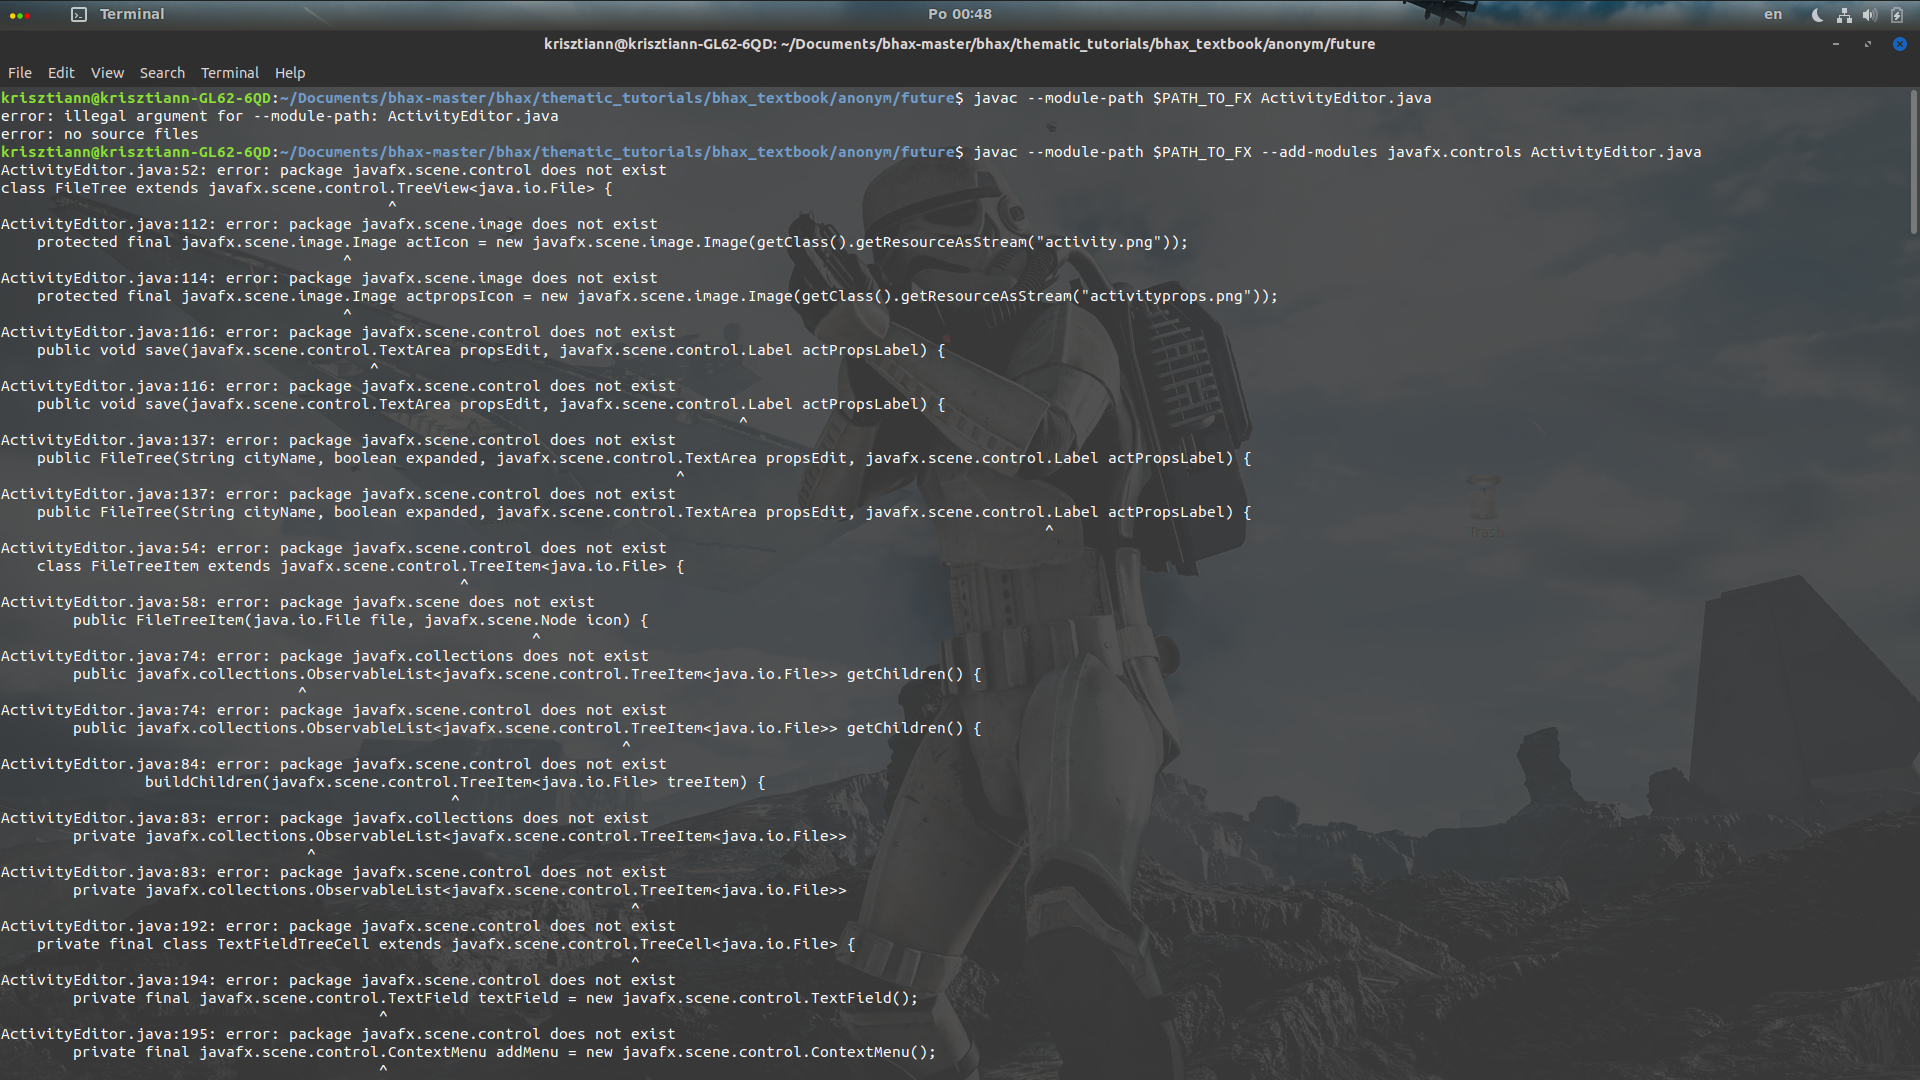 Terminal
Po 00:48
en
krisztiann@krisztiann-GL62-6QD: ~/Documents/bhax-master/bhax/thematic_tutorials/bhax_textbook/anonym/future
File Edit View Search Terminal Help
krisztiann@krisztiann-GL62-6QD:~/Documents/bhax-master/bhax/thematic_tutorials/bhax_textbook/anonym/future$ javac --module-path $PATH_TO_FX ActivityEditor.java
error: illegal argument for --module-path: ActivityEditor.java
error: no source files
krisztiann@krisztiann-GL62-6QD:~/Documents/bhax-master/bhax/thematic_tutorials/bhax_textbook/anonym/future$ javac --module-path $PATH_TO_FX --add-modules javafx.controls ActivityEditor.java
ActivityEditor.java:52: error: package javafx.scene.control does not exist
class FileTree extends javafx.scene.control.TreeView<java.io.File> {
^
ActivityEditor.java:112: error: package javafx.scene.image does not exist
    protected final javafx.scene.image.Image actIcon = new javafx.scene.image.Image(getClass().getResourceAsStream("activity.png"));
^
ActivityEditor.java:114: error: package javafx.scene.image does not exist
    protected final javafx.scene.image.Image actpropsIcon = new javafx.scene.image.Image(getClass().getResourceAsStream("activityprops.png"));
^
ActivityEditor.java:116: error: package javafx.scene.control does not exist
    public void save(javafx.scene.control.TextArea propsEdit, javafx.scene.control.Label actPropsLabel) {
^
ActivityEditor.java:116: error: package javafx.scene.control does not exist
    public void save(javafx.scene.control.TextArea propsEdit, javafx.scene.control.Label actPropsLabel) {
^
ActivityEditor.java:137: error: package javafx.scene.control does not exist
    public FileTree(String cityName, boolean expanded, javafx.scene.control.TextArea propsEdit, javafx.scene.control.Label actPropsLabel) {
^
ActivityEditor.java:137: error: package javafx.scene.control does not exist
    public FileTree(String cityName, boolean expanded, javafx.scene.control.TextArea propsEdit, javafx.scene.control.Label actPropsLabel) {
^
Trash
ActivityEditor.java:54: error: package javafx.scene.control does not exist
    class FileTreeItem extends javafx.scene.control.TreeItem<java.io.File> {
^
ActivityEditor.java:58: error: package javafx.scene does not exist
        public FileTreeItem(java.io.File file, javafx.scene.Node icon) {
^
ActivityEditor.java:74: error: package javafx.collections does not exist
        public javafx.collections.ObservableList<javafx.scene.control.TreeItem<java.io.File>> getChildren() {
^
ActivityEditor.java:74: error: package javafx.scene.control does not exist
        public javafx.collections.ObservableList<javafx.scene.control.TreeItem<java.io.File>> getChildren() {
^
ActivityEditor.java:84: error: package javafx.scene.control does not exist
                buildChildren(javafx.scene.control.TreeItem<java.io.File> treeItem) {
^
ActivityEditor.java:83: error: package javafx.collections does not exist
        private javafx.collections.ObservableList<javafx.scene.control.TreeItem<java.io.File>>
^
ActivityEditor.java:83: error: package javafx.scene.control does not exist
        private javafx.collections.ObservableList<javafx.scene.control.TreeItem<java.io.File>>
^
ActivityEditor.java:192: error: package javafx.scene.control does not exist
    private final class TextFieldTreeCell extends javafx.scene.control.TreeCell<java.io.File> {
^
ActivityEditor.java:194: error: package javafx.scene.control does not exist
        private final javafx.scene.control.TextField textField = new javafx.scene.control.TextField();
^
ActivityEditor.java:195: error: package javafx.scene.control does not exist
        private final javafx.scene.control.ContextMenu addMenu = new javafx.scene.control.ContextMenu();
^